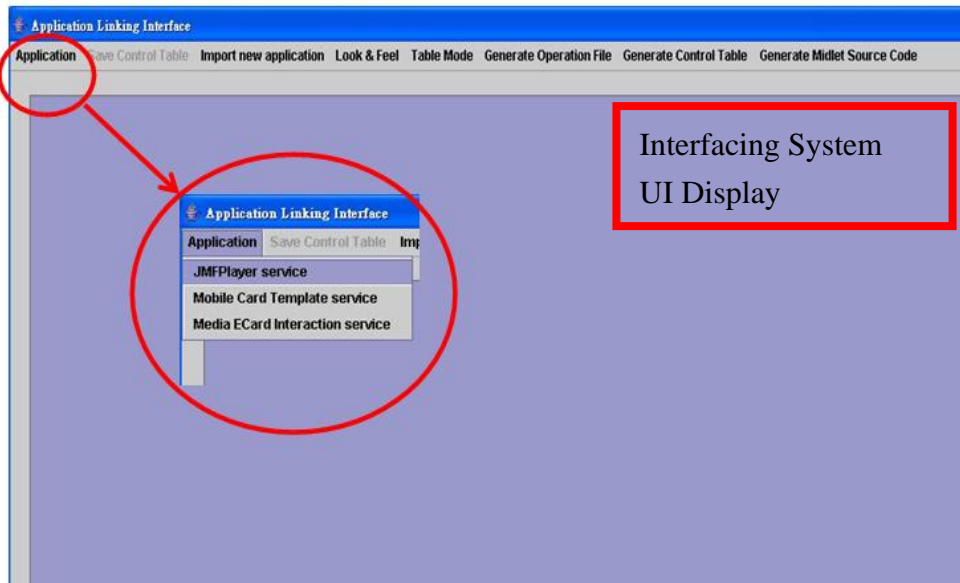 Application Linking Interface
Application Save Control Table Import new application Look & Feel Table Mode Generate Operation File Generate Control Table Generate Midlet Source Code
Interfacing System
UI Display
Application Linking Interface
Application Save Control Table Imp
JMFPlayer service
Mobile Card Template service
Media ECard Interaction service